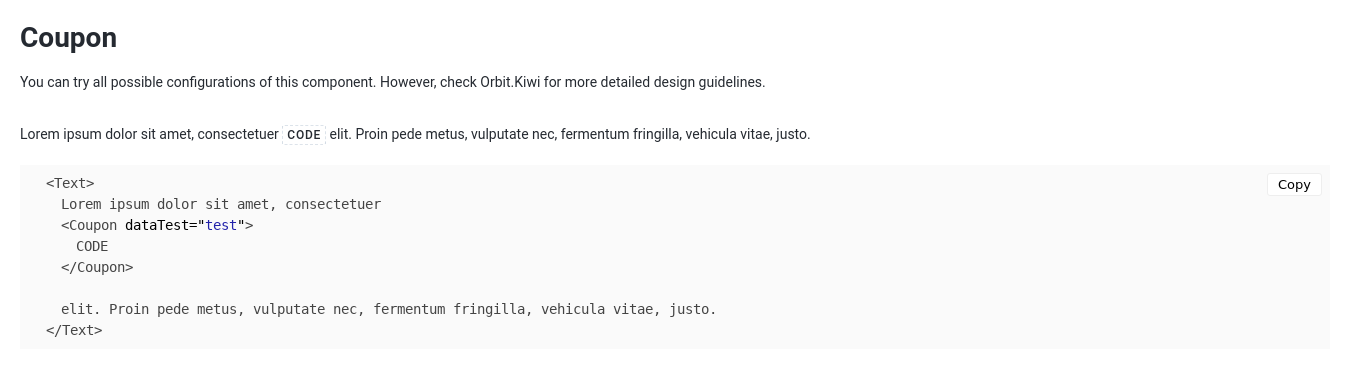 Coupon
You can try all possible configurations of this component. However, check Orbit.Kiwi for more detailed design guidelines.
Lorem ipsum dolor sit amet, consectetuer CODE elit. Proin pede metus, vulputate nec, fermentum fringilla, vehicula vitae, justo.
Copy
<Text>
Lorem ipsum dolor sit amet, consectetuer
<Coupon dataTest="test">
CODE
</Coupon>
elit. Proin pede metus, vulputate nec, fermentum fringilla, vehicula vitae, justo.
</Text>